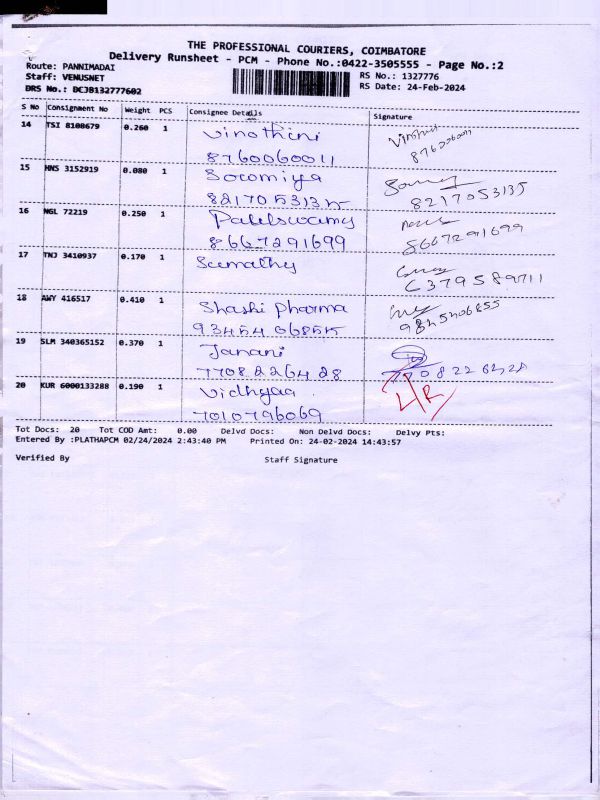 THE PROFESSIONAL COURIERS, COIMBATORE
Delivery Runsheet - PCM - Phone No.:0422-3505555 - Page No.:2
Route: PANNIMADAI
Staff: VENUSNET
DRS No.: DCJB132777602
RS No.: 1327776
RS Date: 24-Feb-2024
S No Consignment No Weight PCS Consignee Details Signature
14 TSI 8108679 0.260 1 Vinothini
8760060011
15 HNS 3152919 0.080 1 Sowmiya
8217053135 8217053135
16 NGL 72219 0.250 1 Palelswamy
8667291699 8667291699
17 TNJ 3410937 0.170 1 Sumathy
6379589711
18 AWY 416517 0.410 1 Shashi Pharma
19 SLM 340365152 0.370 1 Janani
7708226428
20 KUR 6000133288 0.190 1 Vidhyaa
7010796069
Tot Docs: 20 Tot COD Amt: 0.00 Delvd Docs: Non Delvd Docs: Delvy Pts:
Entered By :PLATHAPCM 02/24/2024 2:43:40 PM Printed On: 24-02-2024 14:43:57
Verified By Staff Signature